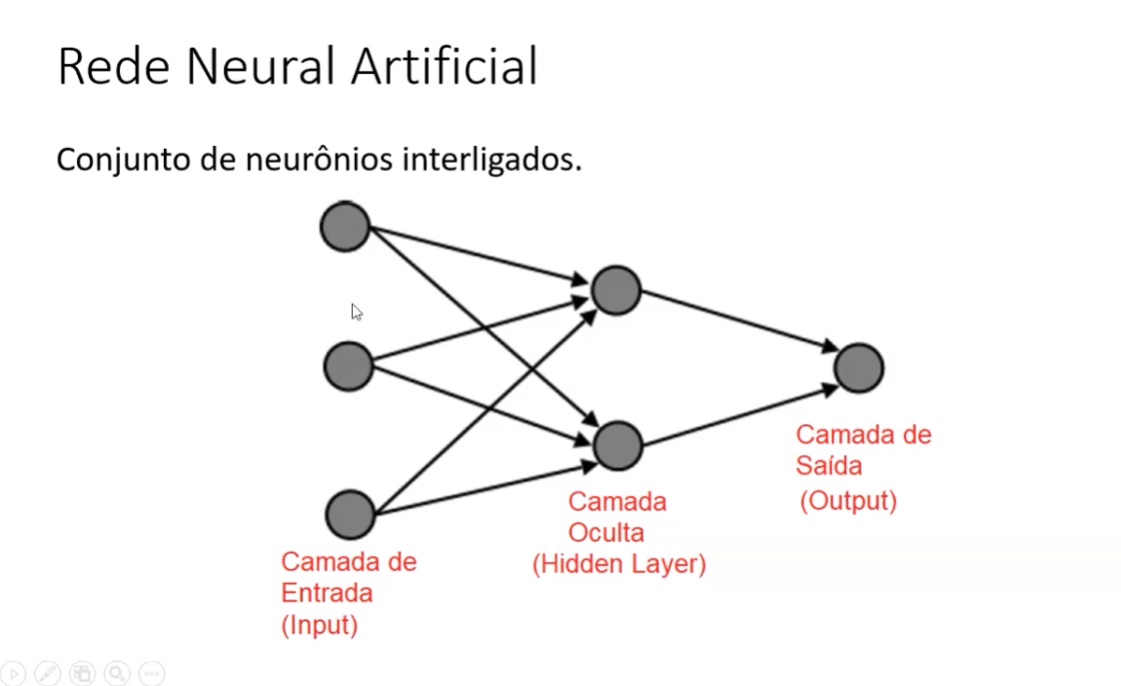 Rede Neural Artificial
Conjunto de neurônios interligados.
Camada de
Entrada
(Input)
Camada
Oculta
(Hidden Layer)
Camada de
Saída
(Output)